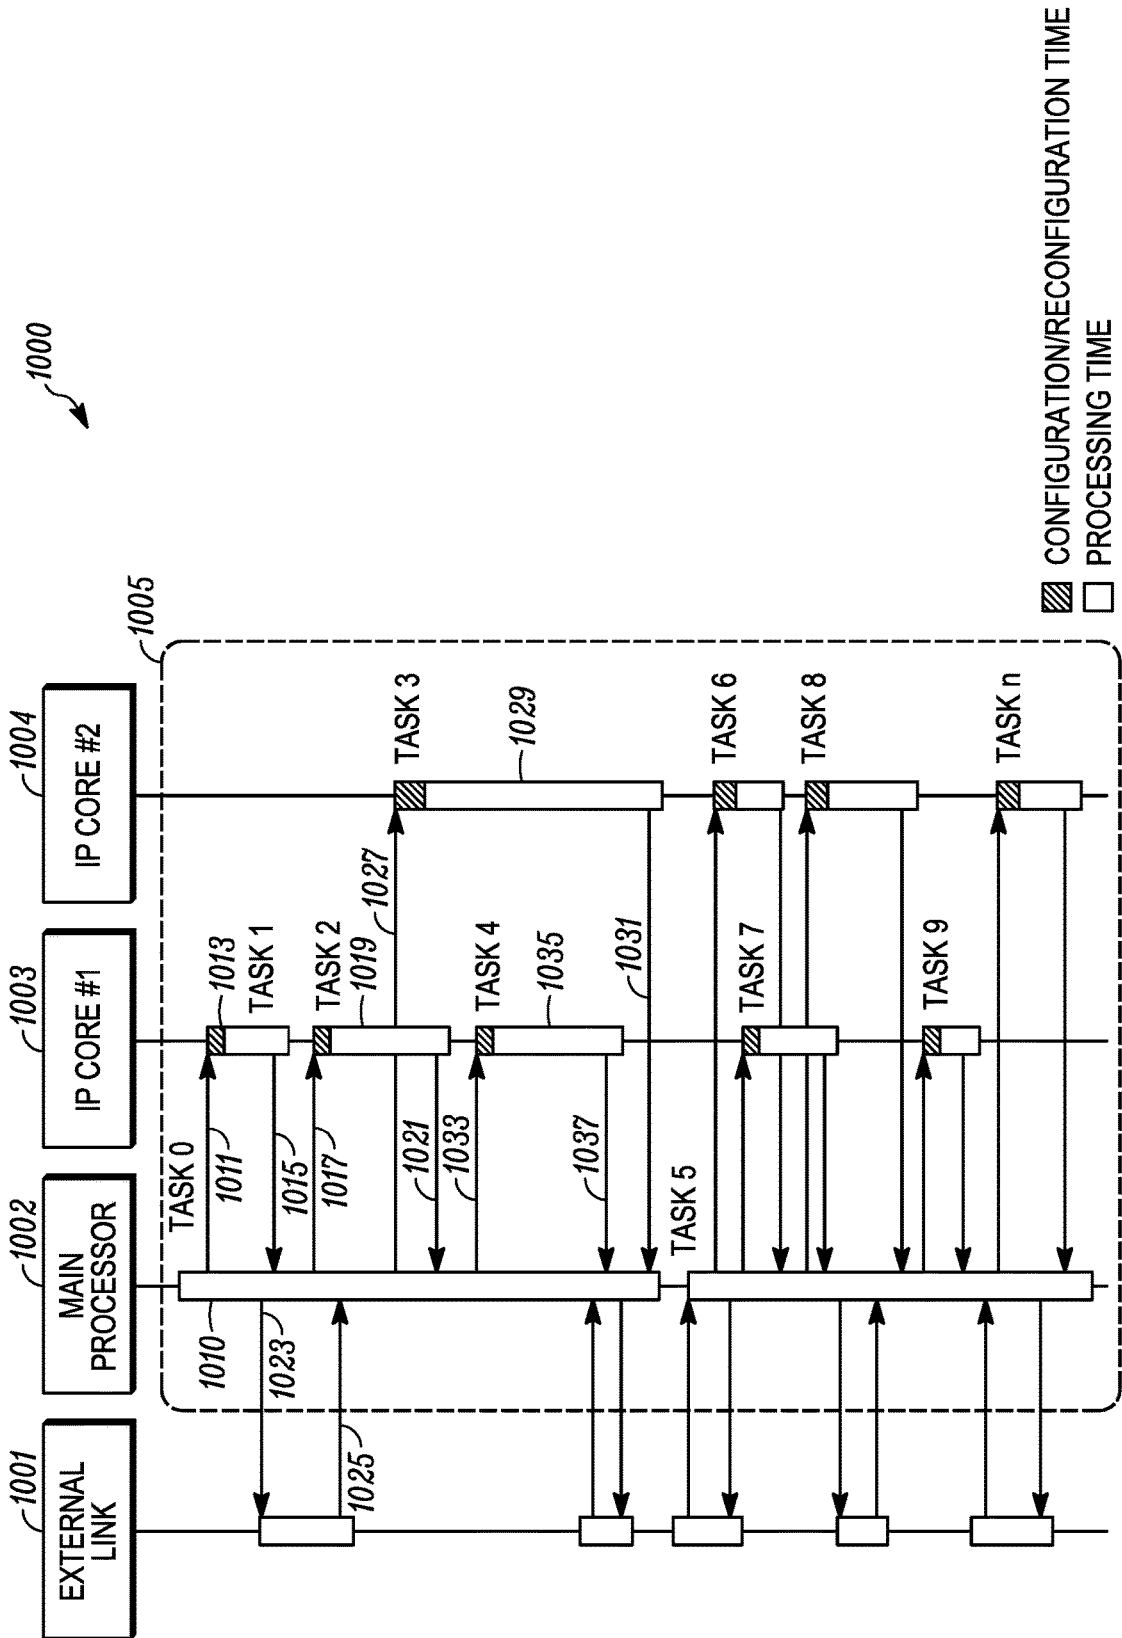 1000
1001
EXTERNAL
LINK
1002
MAIN
PROCESSOR
1003
IP CORE #1
1004
IP CORE #2
1005
TASK 0
1010
1011
1013
TASK 1
1015
1023
1017
TASK 2
1019
1025
1027
TASK 3
1029
1021
1033
TASK 4
1035
1037
1031
TASK 5
TASK 6
TASK 7
TASK 8
TASK 9
TASK n
CONFIGURATION/RECONFIGURATION TIME
PROCESSING TIME